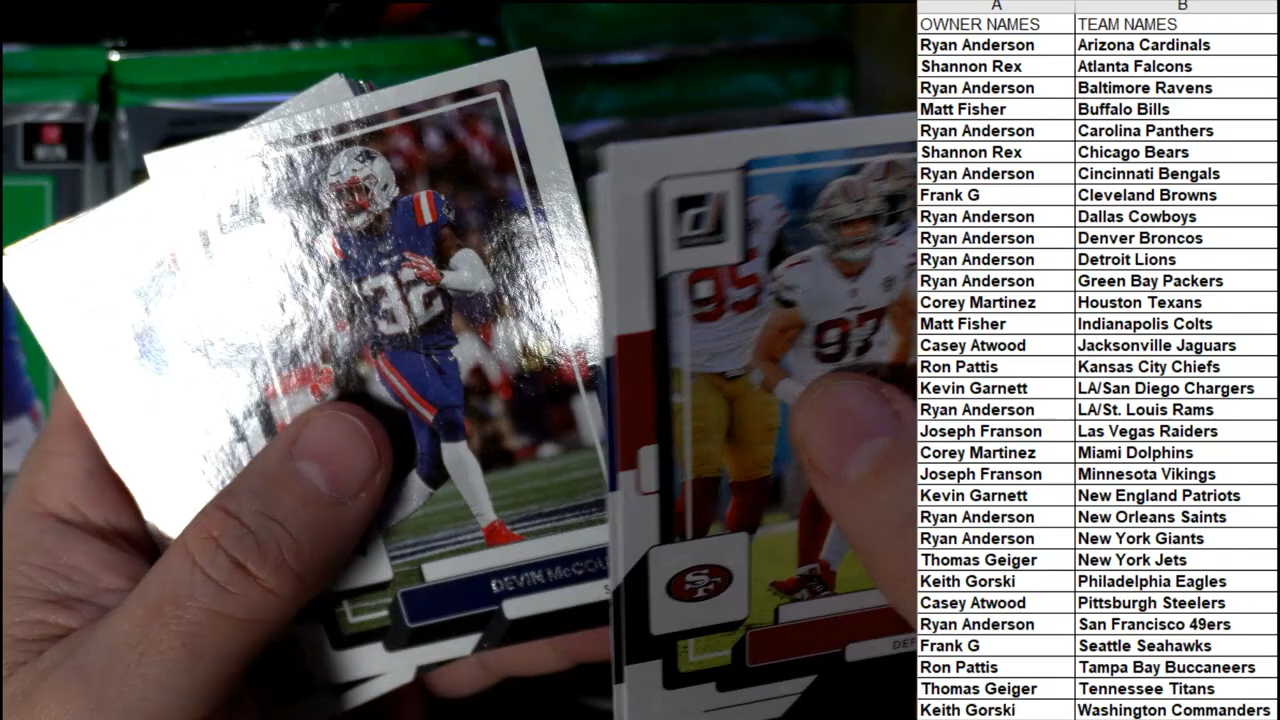 A B
OWNER NAMES TEAM NAMES
Ryan Anderson Arizona Cardinals
Shannon Rex Atlanta Falcons
Ryan Anderson Baltimore Ravens
Matt Fisher Buffalo Bills
Ryan Anderson Carolina Panthers
Shannon Rex Chicago Bears
Ryan Anderson Cincinnati Bengals
Frank G Cleveland Browns
Ryan Anderson Dallas Cowboys
Ryan Anderson Denver Broncos
Ryan Anderson Detroit Lions
Ryan Anderson Green Bay Packers
Corey Martinez Houston Texans
Matt Fisher Indianapolis Colts
Casey Atwood Jacksonville Jaguars
Ron Pattis Kansas City Chiefs
Kevin Garnett LA/San Diego Chargers
Ryan Anderson LA/St. Louis Rams
Joseph Franson Las Vegas Raiders
Corey Martinez Miami Dolphins
Joseph Franson Minnesota Vikings
Kevin Garnett New England Patriots
Ryan Anderson New Orleans Saints
Ryan Anderson New York Giants
Thomas Geiger New York Jets
Keith Gorski Philadelphia Eagles
Casey Atwood Pittsburgh Steelers
Ryan Anderson San Francisco 49ers
Frank G Seattle Seahawks
Ron Pattis Tampa Bay Buccaneers
Thomas Geiger Tennessee Titans
Keith Gorski Washington Commanders
32
DEVIN McCOU
95
97
SF
DEF